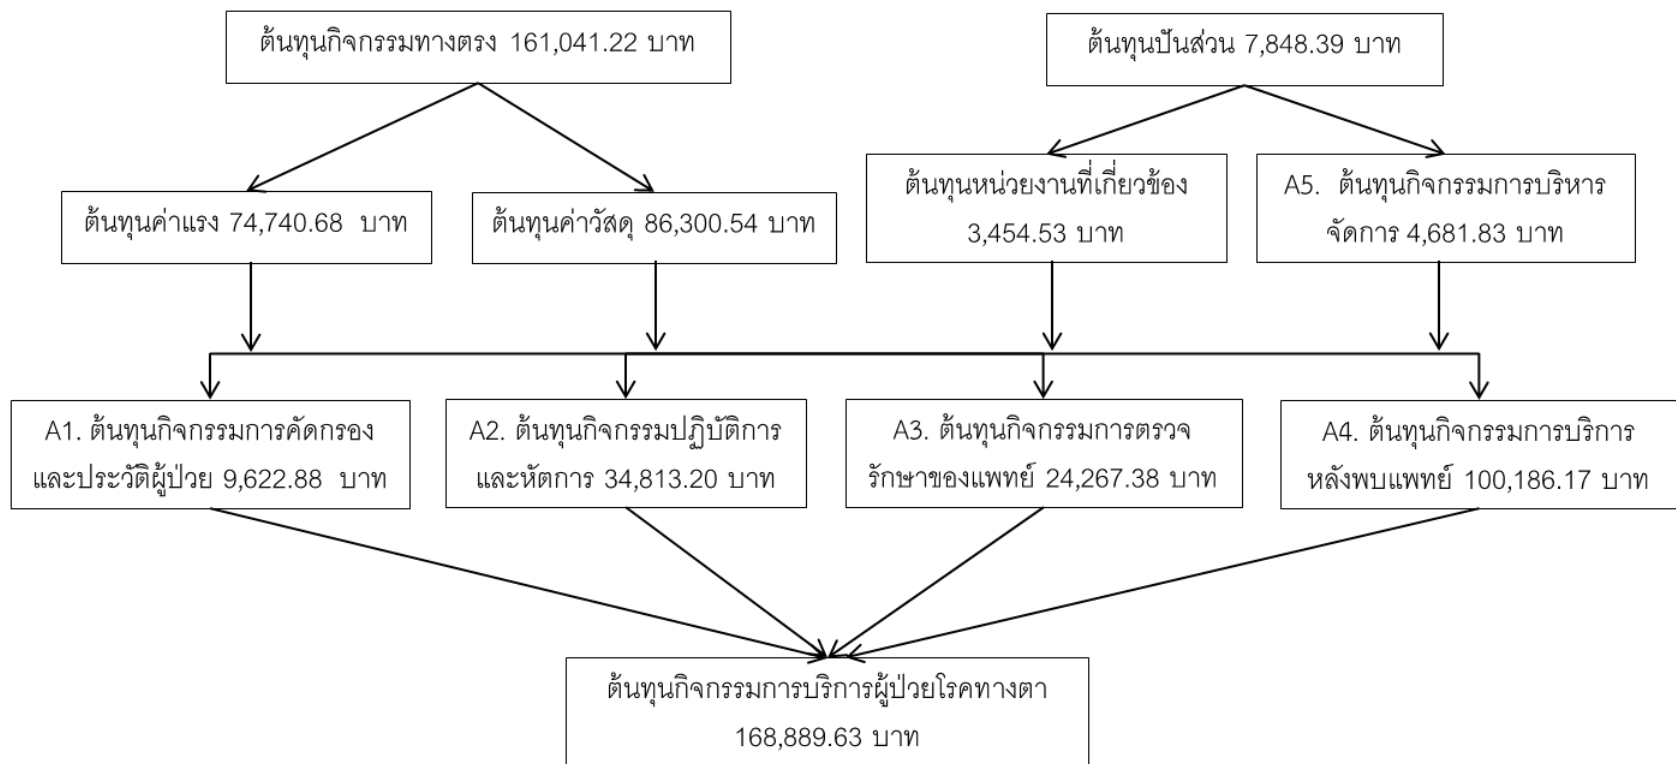 ต้นทุนกิจกรรมทางตรง 161,041.22 บาท
ต้นทุนปันส่วน 7,848.39 บาท
ต้นทุนค่าแรง 74,740.68 บาท
ต้นทุนค่าวัสดุ 86,300.54 บาท
ต้นทุนหน่วยงานที่เกี่ยวข้อง
3,454.53 บาท
A5. ต้นทุนกิจกรรมการบริหาร
จัดการ 4,681.83 บาท
A1. ต้นทุนกิจกรรมการคัดกรอง
และประวัติผู้ป่วย 9,622.88 บาท
A2. ต้นทุนกิจกรรมปฏิบัติการ
และหัตการ 34,813.20 บาท
A3. ต้นทุนกิจกรรมการตรวจ
รักษาของแพทย์ 24,267.38 บาท
A4. ต้นทุนกิจกรรมการบริการ
หลังพบแพทย์ 100,186.17 บาท
ต้นทุนกิจกรรมการบริการผู้ป่วยโรคทางตา
168,889.63 บาท